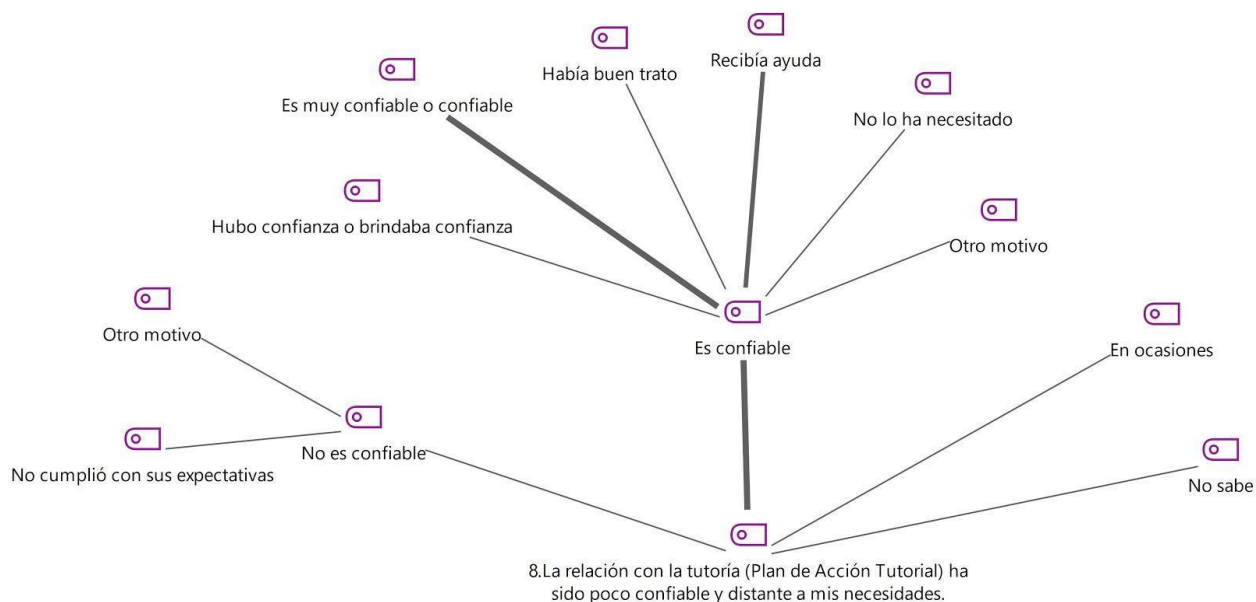 Recibía ayuda
Había buen trato
Es muy confiable o confiable
No lo ha necesitado
Hubo confianza o brindaba confianza
Otro motivo
Otro motivo
Es confiable
En ocasiones
No es confiable
No cumplió con sus expectativas
No sabe
8.La relación con la tutoría (Plan de Acción Tutorial) ha
sido poco confiable y distante a mis necesidades.